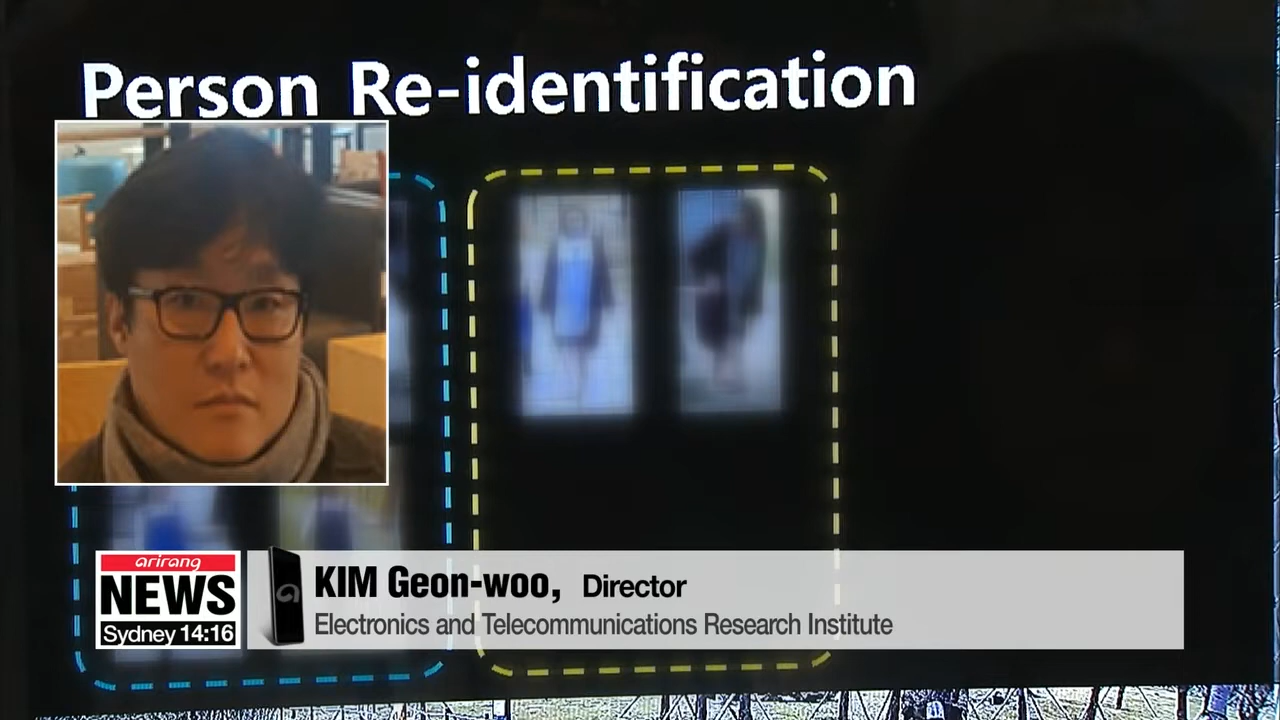 Person Re-identification
arirang
NEWS
Sydney 14:16
KIM Geon-woo, Director
Electronics and Telecommunications Research Institute